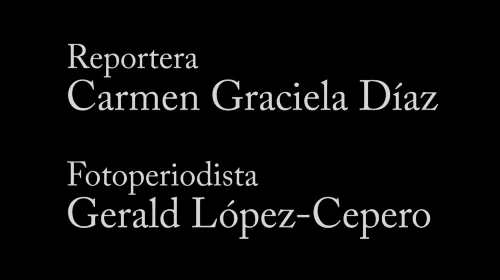 Reportera
Carmen Graciela Díaz
Fotoperiodista
Gerald López-Cepero